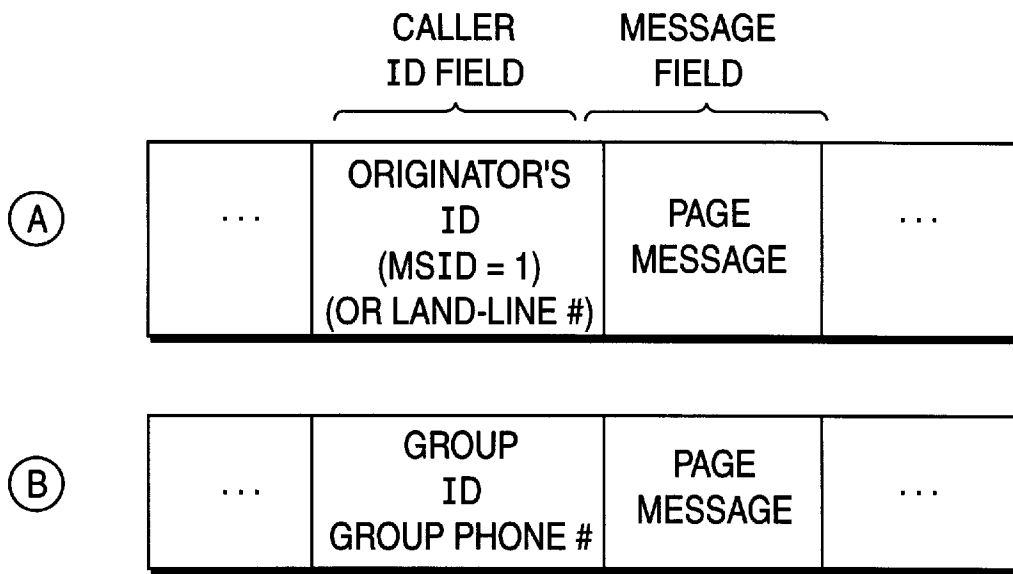 CALLER
ID FIELD
MESSAGE
FIELD
A
...
ORIGINATOR'S
ID
(MSID = 1)
(OR LAND-LINE #)
PAGE
MESSAGE
...
B
...
GROUP
ID
GROUP PHONE #
PAGE
MESSAGE
...